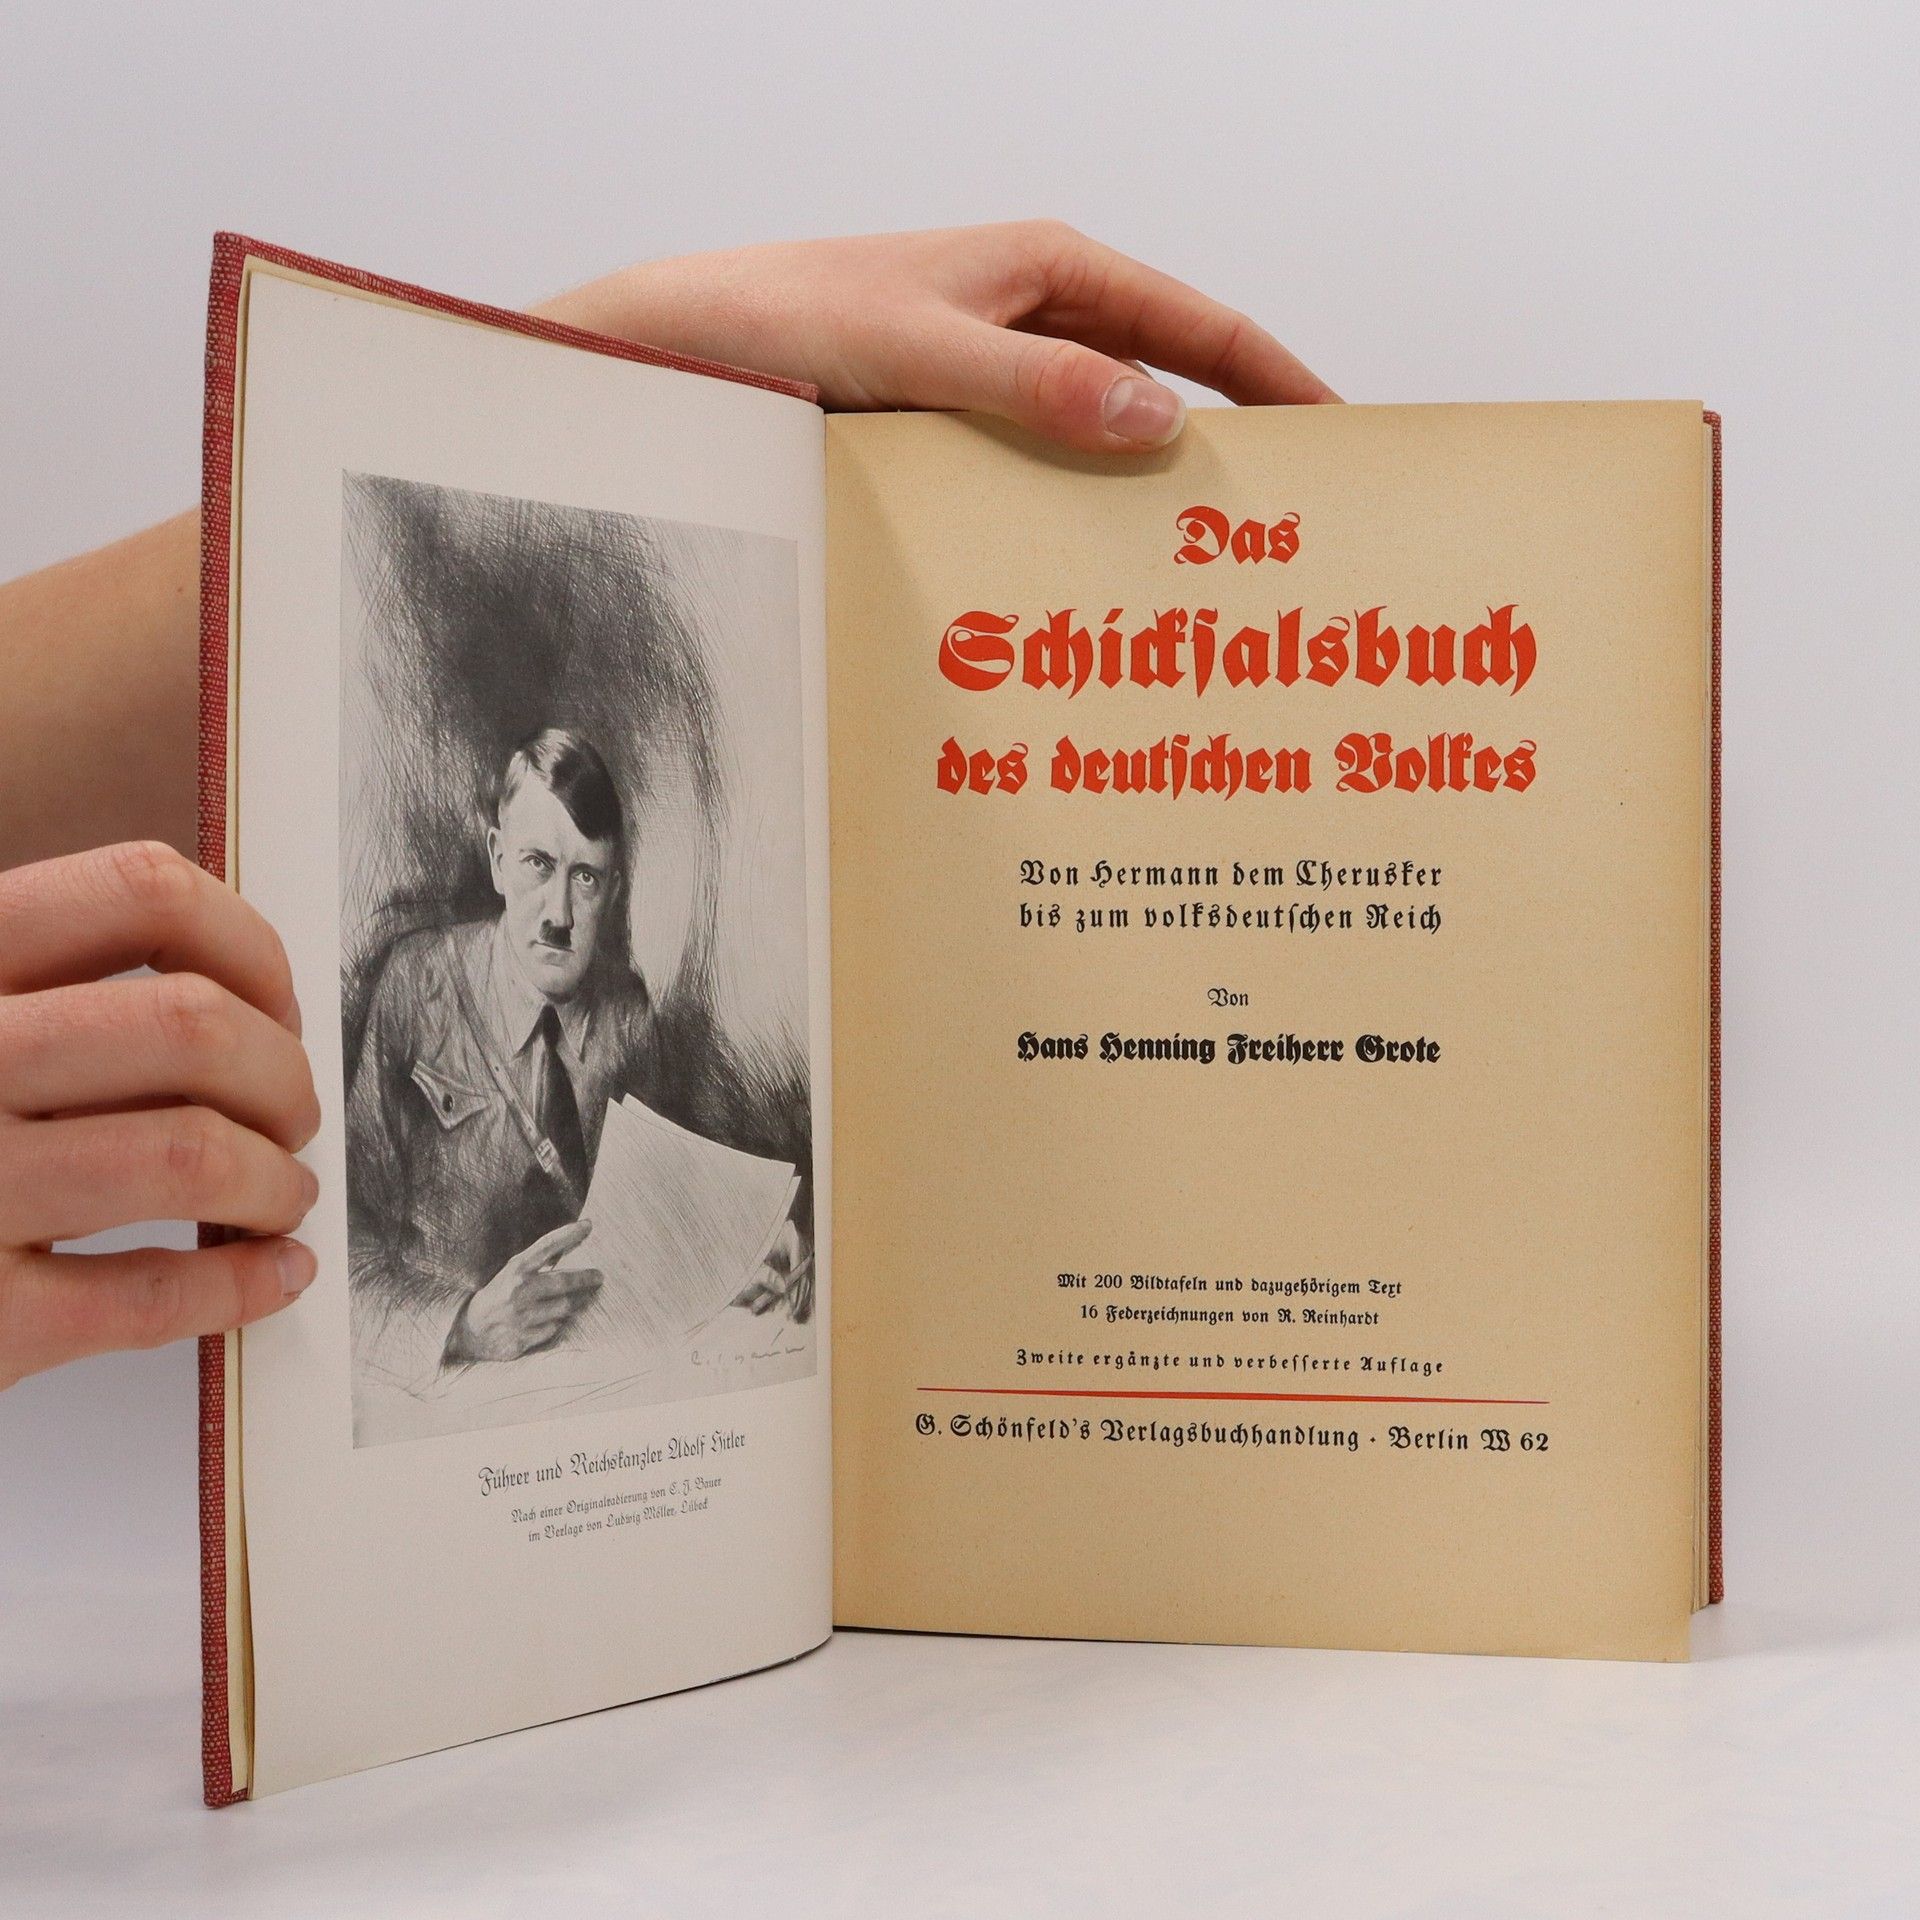 Führer und Reichskanzler Adolf Hitler
Nach einer Originalradierung von C. J. Bauer
im Verlage von Ludwig Möller, Lübeck
Das
Schickſalsbuch
des deutſchen Volkes
Von Hermann dem Cherusker
bis zum volksdeutſchen Reich
Von
Hans Henning Freiherr Grote
Mit 200 Bildtafeln und dazugehörigem Text
16 Federzeichnungen von R. Reinhardt
Zweite ergänzte und verbeſſerte Auflage
G. Schönfeld's Verlagsbuchhandlung · Berlin W 62